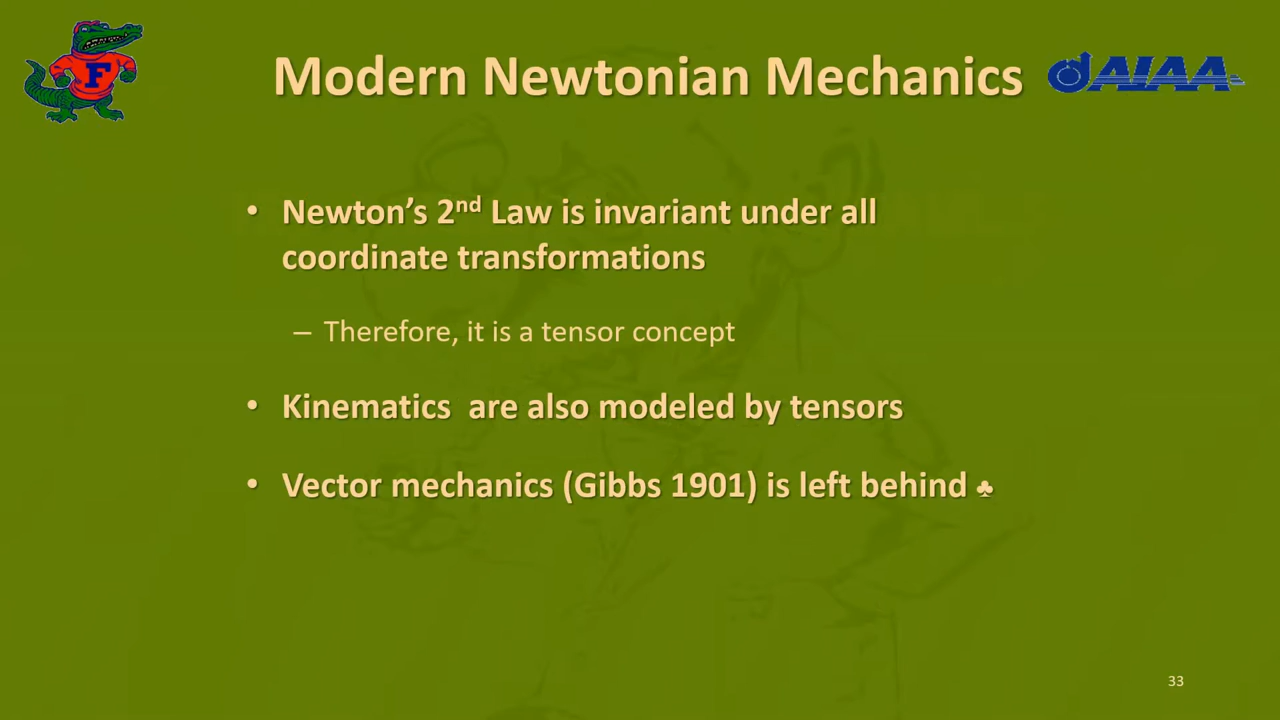 F
Modern Newtonian Mechanics
AIAA
• Newton’s 2nd Law is invariant under all
coordinate transformations
– Therefore, it is a tensor concept
• Kinematics are also modeled by tensors
• Vector mechanics (Gibbs 1901) is left behind ♣
33